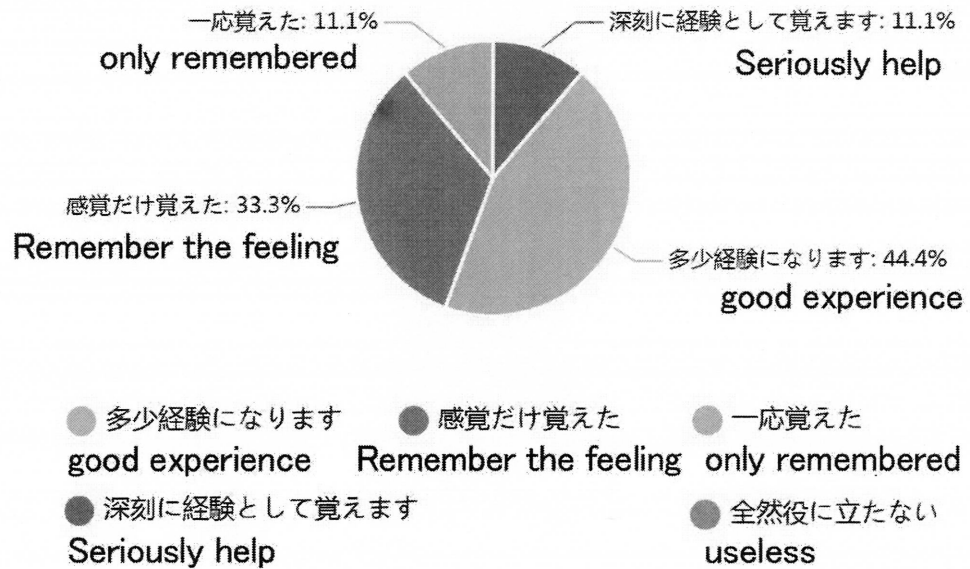 一応覚えた: 11.1%
only remembered
深刻に経験として覚えます: 11.1%
Seriously help
感覚だけ覚えた: 33.3%
Remember the feeling
多少経験になります: 44.4%
good experience
多少経験になります 感覚だけ覚えた 一応覚えた
good experience Remember the feeling only remembered
深刻に経験として覚えます 全然役に立たない
Seriously help useless